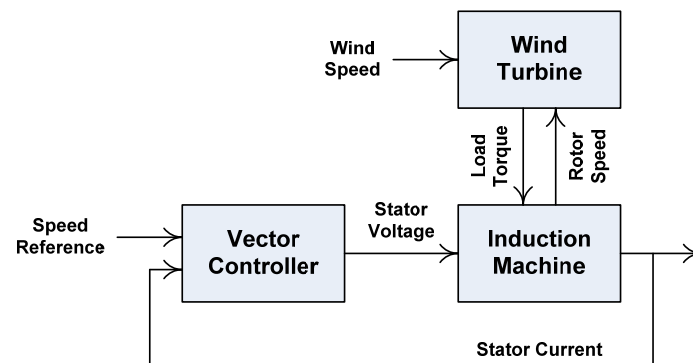 Wind
Speed
Wind
Turbine
Load
Torque
Rotor
Speed
Speed
Reference
Vector
Controller
Stator
Voltage
Induction
Machine
Stator Current